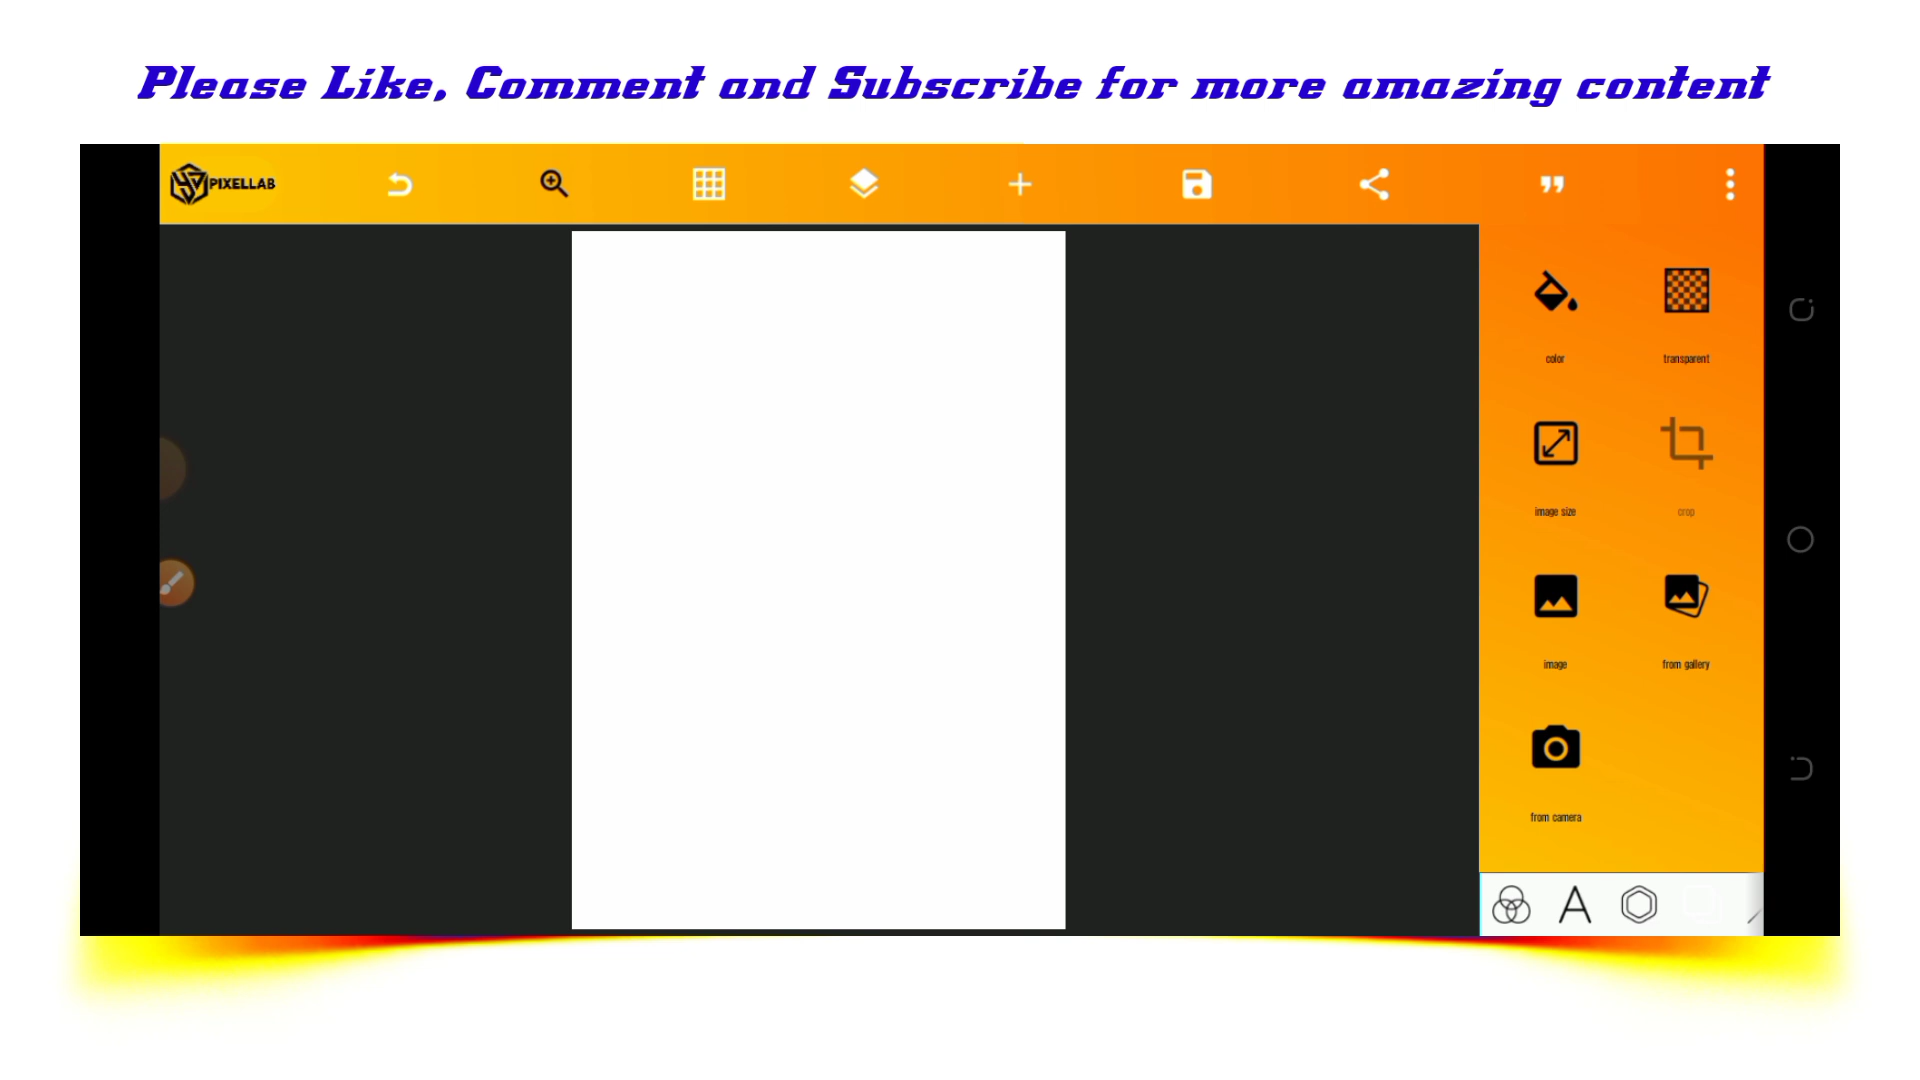 Please Like, Comment and Subscribe for more amazing content
PIXELLAB
color
transparent
image size
crop
image
from gallery
from camera